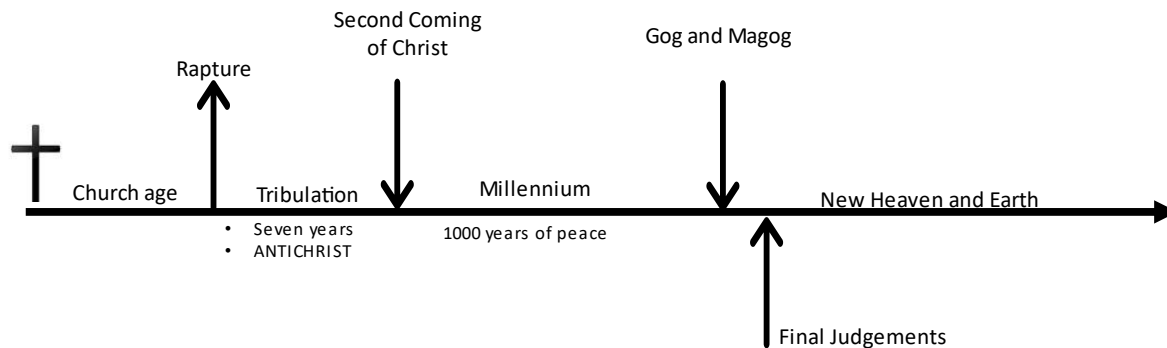 Second Coming
of Christ
Gog and Magog
Rapture
Church age
Tribulation
Millennium
New Heaven and Earth
• Seven years
• ANTICHRIST
1000 years of peace
Final Judgements